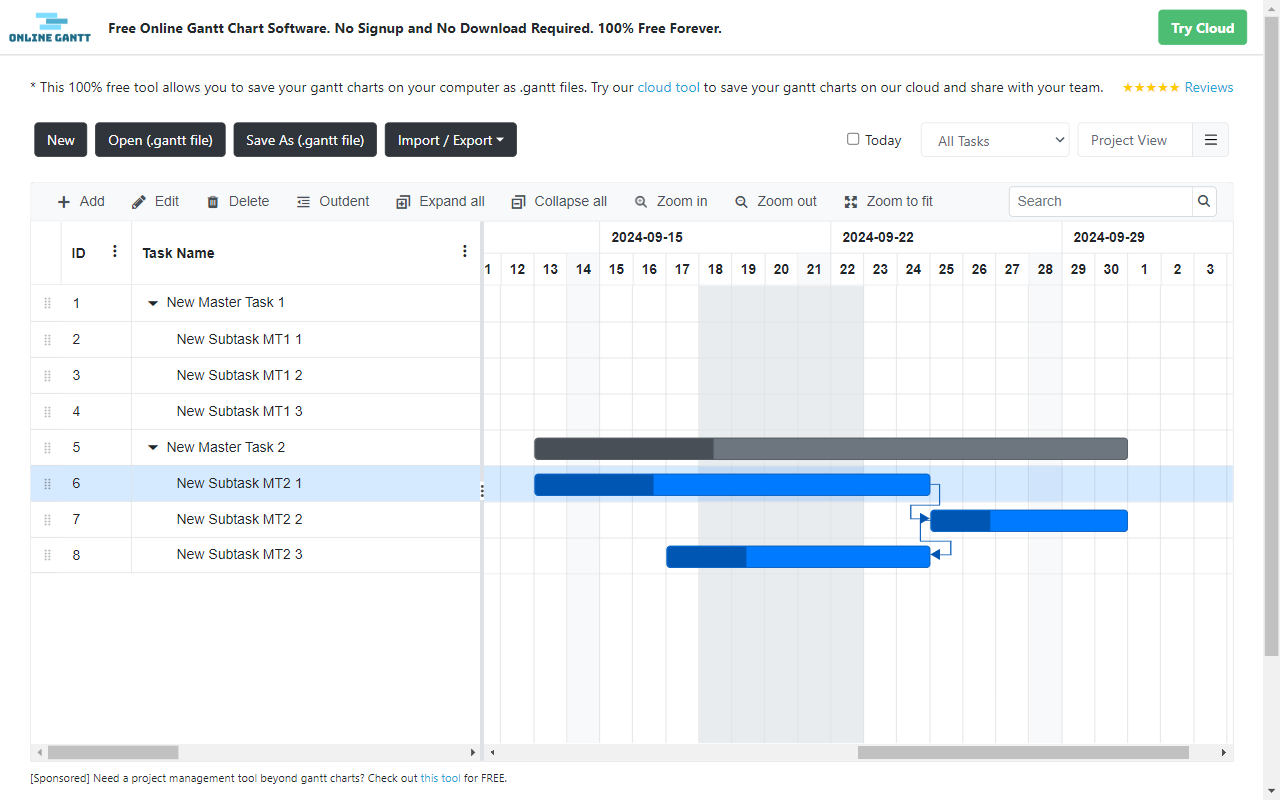 ONLINE GANTT
Free Online Gantt Chart Software. No Signup and No Download Required. 100% Free Forever.
Try Cloud
* This 100% free tool allows you to save your gantt charts on your computer as .gantt files. Try our cloud tool to save your gantt charts on our cloud and share with your team.
★★★★★ Reviews
New
Open (.gantt file)
Save As (.gantt file)
Import / Export
Today
All Tasks
Project View
Add
Edit
Delete
Outdent
Expand all
Collapse all
Zoom in
Zoom out
Zoom to fit
Search
ID
Task Name
2024-09-15
2024-09-22
2024-09-29
1 12 13 14 15 16 17 18 19 20 21 22 23 24 25 26 27 28 29 30 1 2 3
1 New Master Task 1
2 New Subtask MT1 1
3 New Subtask MT1 2
4 New Subtask MT1 3
5 New Master Task 2
6 New Subtask MT2 1
7 New Subtask MT2 2
8 New Subtask MT2 3
[Sponsored] Need a project management tool beyond gantt charts? Check out this tool for FREE.